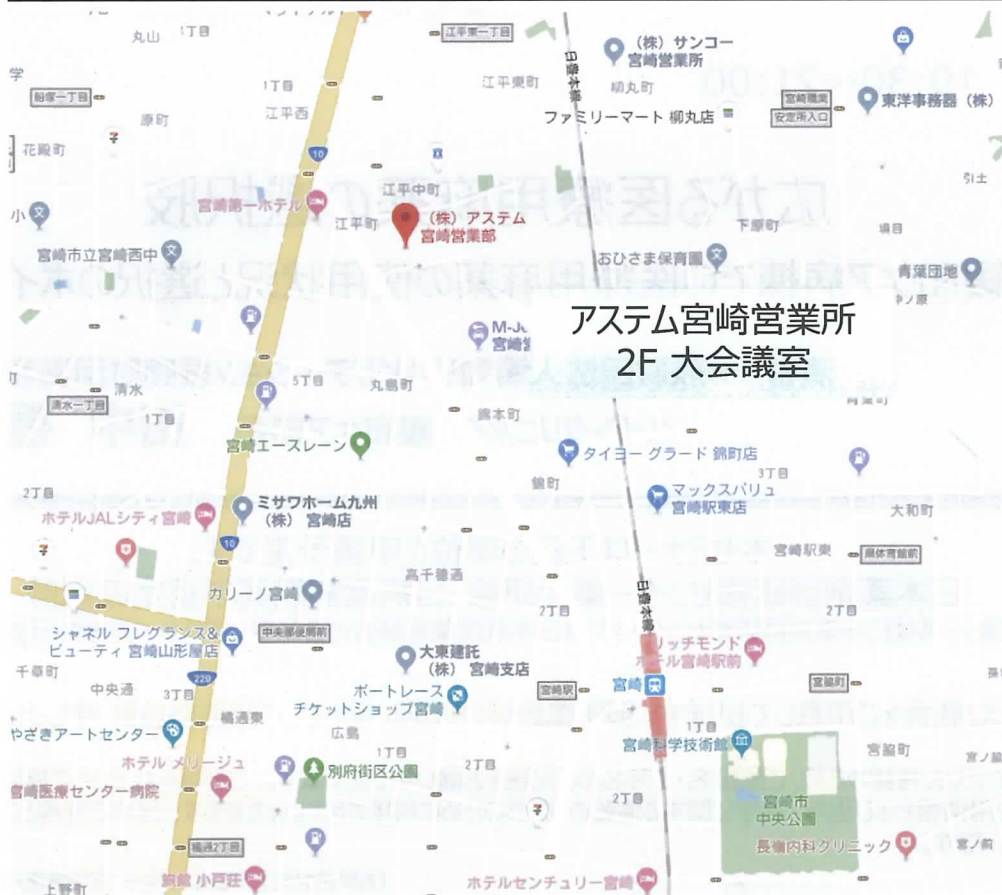 丸山
1丁目
江平東一丁目
(株) サンコー
宮崎営業所
学
1丁目
江平東町
日豊本線
柳丸町
船塚一丁目
宮崎職業
安定所入口
東洋事務器 (株)
原町
江平西
ファミリーマート 柳丸店
花殿町
10
引土
江平中町
宮崎第一ホテル
小
江平町
(株) アステム
宮崎営業部
下原町
境目
宮崎市立宮崎西中
おひさま保育園
青葉団地
中ノ原
アステム宮崎営業所
2F 大会議室
清水
5丁目
丸島町
清水一丁目
1丁目
錦本町
宮崎エースレーン
タイヨー グラード 錦町店
3丁目
錦町
マックスバリュ
宮崎駅東店
2丁目
ミサワホーム九州
(株) 宮崎店
大和町
ホテルJALシティ宮崎
10
宮崎駅東
県体育館前
高千穂通
カリーノ宮崎
日豊本線
2丁目
2丁目
シャネル フレグランス&
ビューティ 宮崎山形屋店
中央郵便局前
リッチモンド
ホテル宮崎駅前
大東建託
(株) 宮崎支店
千草町
220
中央通
3丁目
ボートレース
チケットショップ宮崎
宮崎駅
宮崎
宮脇町
橘通東
やざきアートセンター
広島
1丁目
宮崎科学技術館
1丁目
2丁目
宮脇町
ホテル メリージュ
別府街区公園
宮崎医療センター病院
2丁目
宮崎市
中央公園
橘通2丁目
長嶺内科クリニック
宮ノ前
上野町
旅館 小戸荘
ホテルセンチュリー宮崎